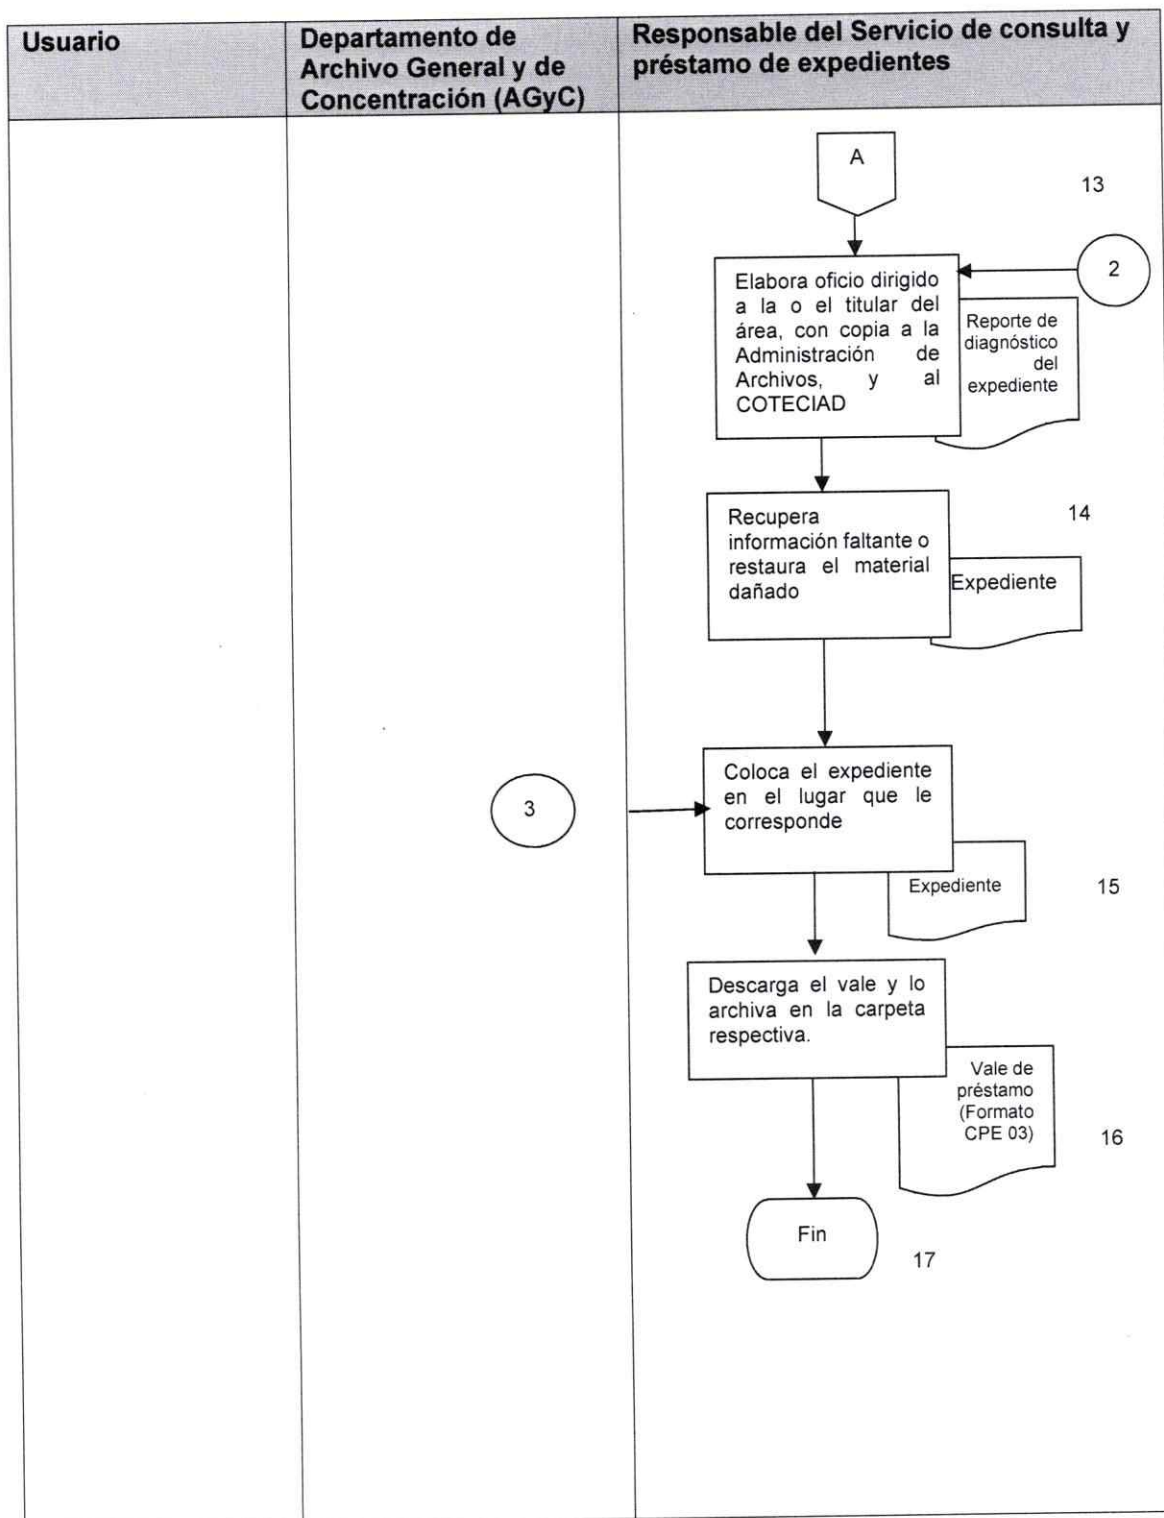 Usuario
Departamento de
Archivo General y de
Concentración (AGyC)
Responsable del Servicio de consulta y
préstamo de expedientes
A
13
2
Elabora oficio dirigido
a la o el titular del
área, con copia a la
Administración de
Archivos, y al
COTECIAD
Reporte de
diagnóstico
del
expediente
14
Recupera
información faltante o
restaura el material
dañado
Expediente
3
Coloca el expediente
en el lugar que le
corresponde
Expediente
15
Descarga el vale y lo
archiva en la carpeta
respectiva.
Vale de
préstamo
(Formato
CPE 03)
16
Fin
17